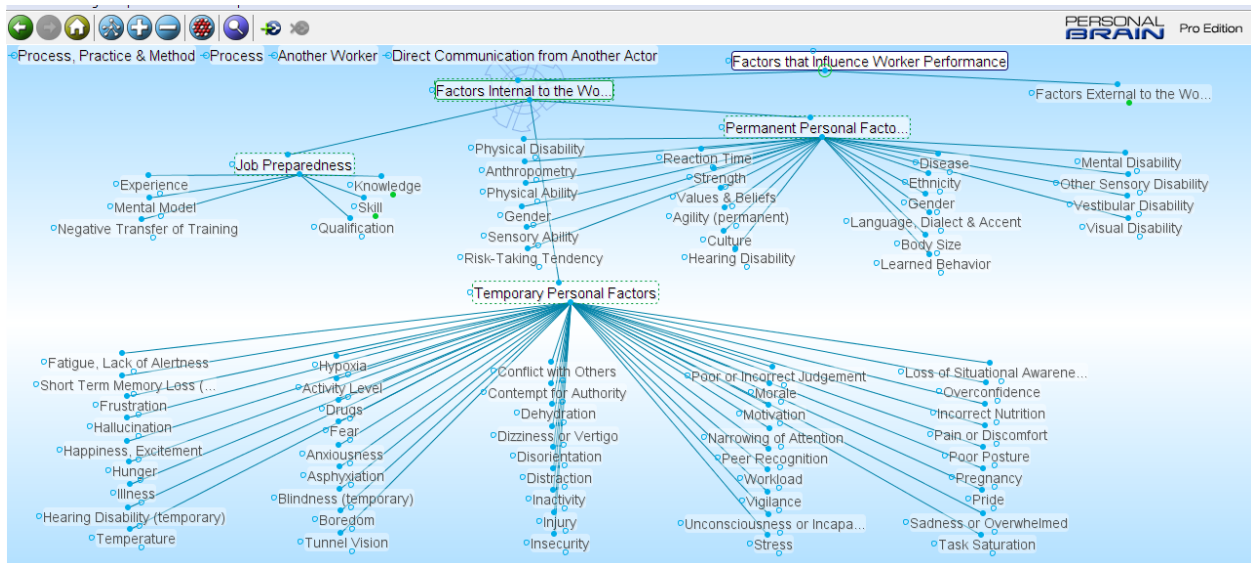 PERSONAL
BRAIN Pro Edition
Process, Practice & Method Process Another Worker Direct Communication from Another Actor
Factors that Influence Worker Performance
Factors Internal to the Wo...
Factors External to the Wo...
Permanent Personal Facto...
Job Preparedness
Experience
Mental Model
Negative Transfer of Training
Knowledge
Skill
Qualification
Physical Disability
Anthropometry
Physical Ability
Gender
Sensory Ability
Risk-Taking Tendency
Reaction Time
Strength
Values & Beliefs
Agility (permanent)
Culture
Hearing Disability
Disease
Ethnicity
Gender
Language, Dialect & Accent
Body Size
Learned Behavior
Mental Disability
Other Sensory Disability
Vestibular Disability
Visual Disability
Temporary Personal Factors
Fatigue, Lack of Alertness
Short Term Memory Loss (...
Frustration
Hallucination
Happiness, Excitement
Hunger
Illness
Hearing Disability (temporary)
Temperature
Hypoxia
Activity Level
Drugs
Fear
Anxiousness
Asphyxiation
Blindness (temporary)
Boredom
Tunnel Vision
Conflict with Others
Contempt for Authority
Dehydration
Dizziness or Vertigo
Disorientation
Distraction
Inactivity
Injury
Insecurity
Poor or Incorrect Judgement
Morale
Motivation
Narrowing of Attention
Peer Recognition
Workload
Vigilance
Unconsciousness or Incapa...
Stress
Loss of Situational Awarene...
Overconfidence
Incorrect Nutrition
Pain or Discomfort
Poor Posture
Pregnancy
Pride
Sadness or Overwhelmed
Task Saturation